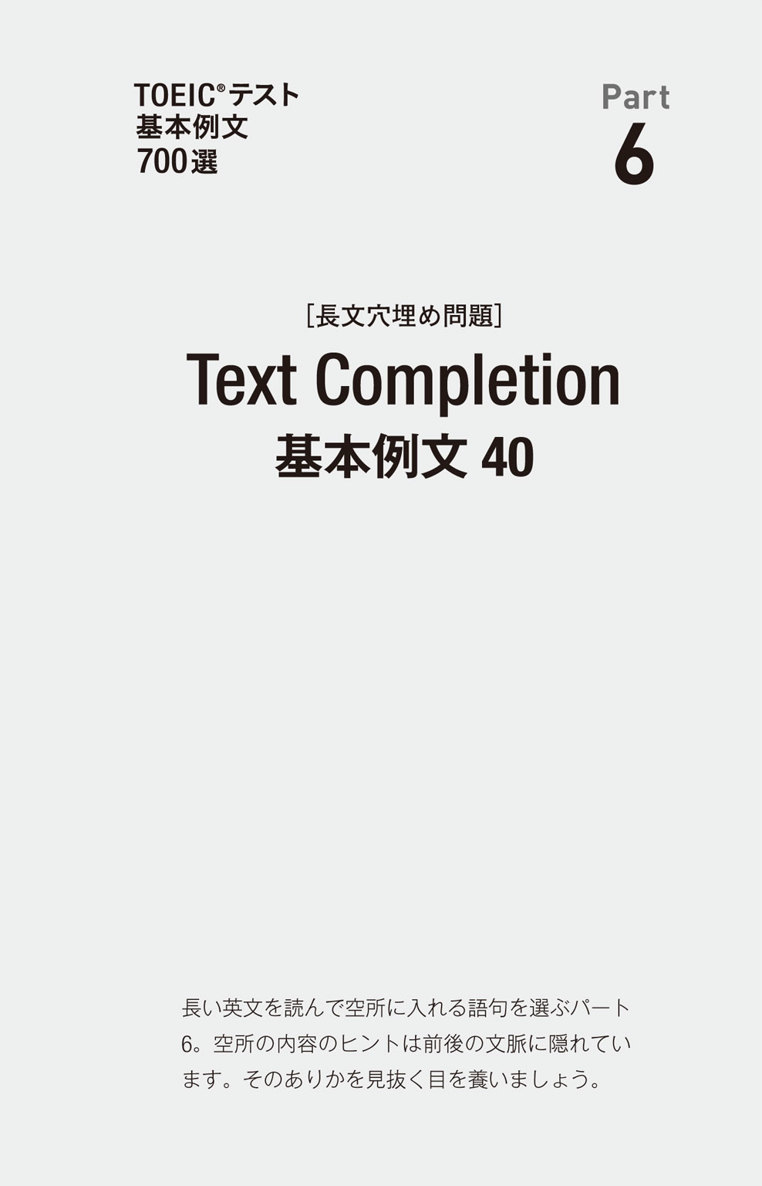 TOEIC®テスト
基本例文
700選
Part
6
[長文穴埋め問題]
Text Completion
基本例文 40
長い英文を読んで空所に入れる語句を選ぶパート
6。空所の内容のヒントは前後の文脈に隠れてい
ます。そのありかを見抜く目を養いましょう。